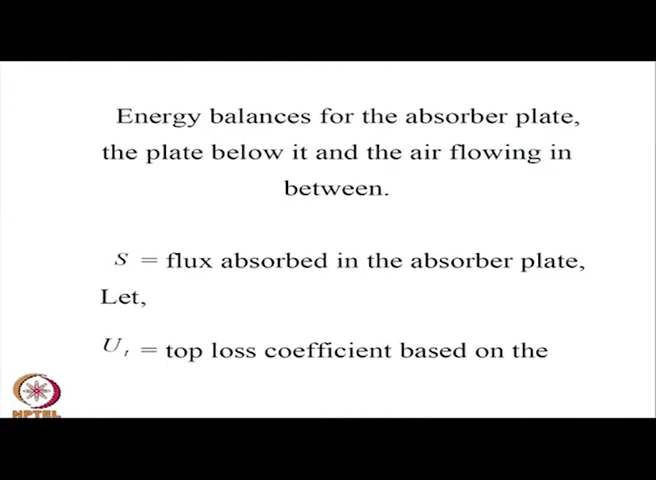 Energy balances for the absorber plate,
the plate below it and the air flowing in
between.
S = flux absorbed in the absorber plate,
Let,
U_t = top loss coefficient based on the
NPTEL